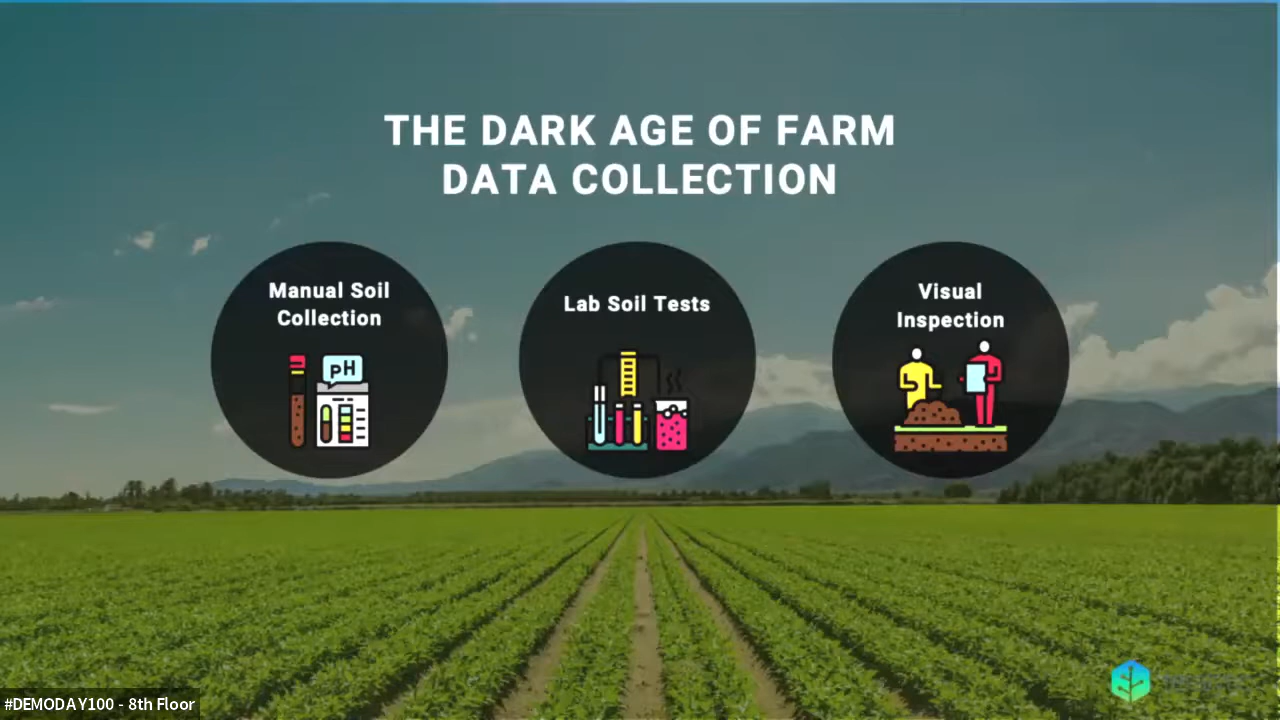 THE DARK AGE OF FARM
DATA COLLECTION
Manual Soil
Collection
pH
Lab Soil Tests
Visual
Inspection
#DEMODAY100 - 8th Floor